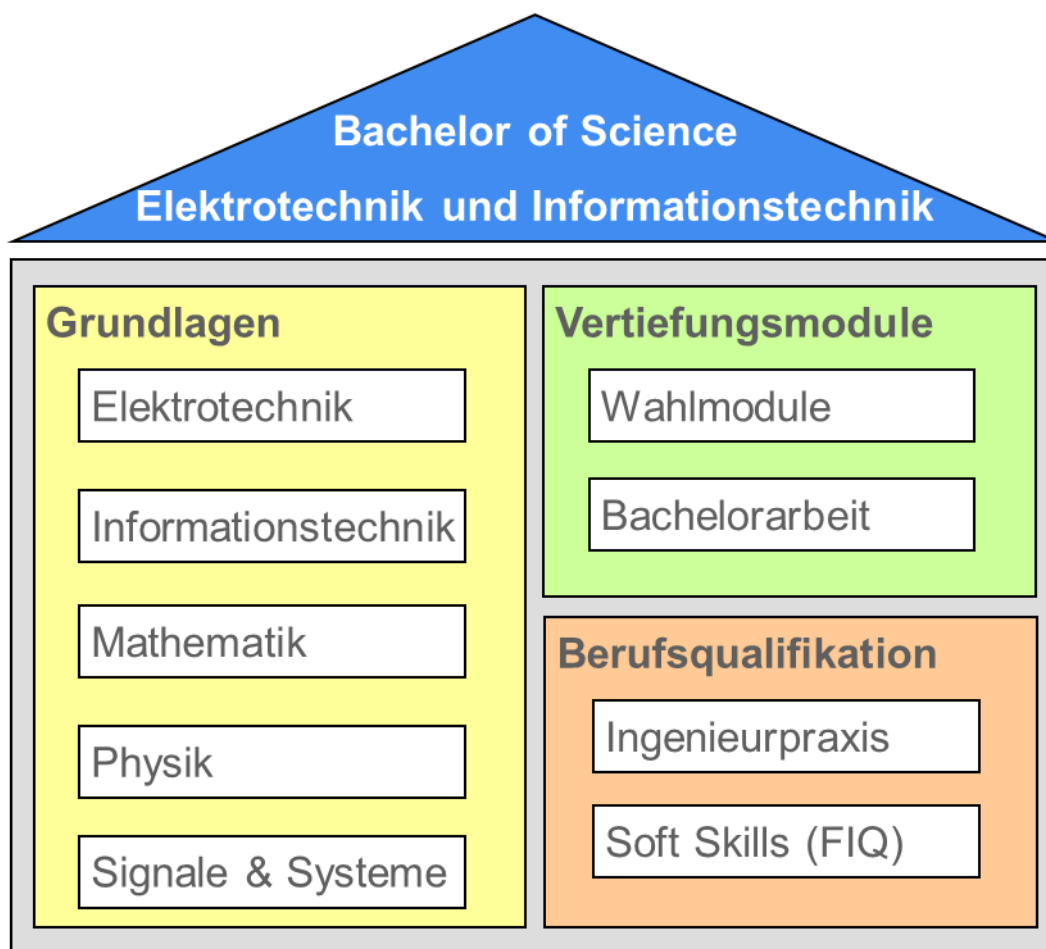 Bachelor of Science
Elektrotechnik und Informationstechnik
Grundlagen
Elektrotechnik
Informationstechnik
Mathematik
Physik
Signale & Systeme
Vertiefungsmodule
Wahlmodule
Bachelorarbeit
Berufsqualifikation
Ingenieurpraxis
Soft Skills (FIQ)